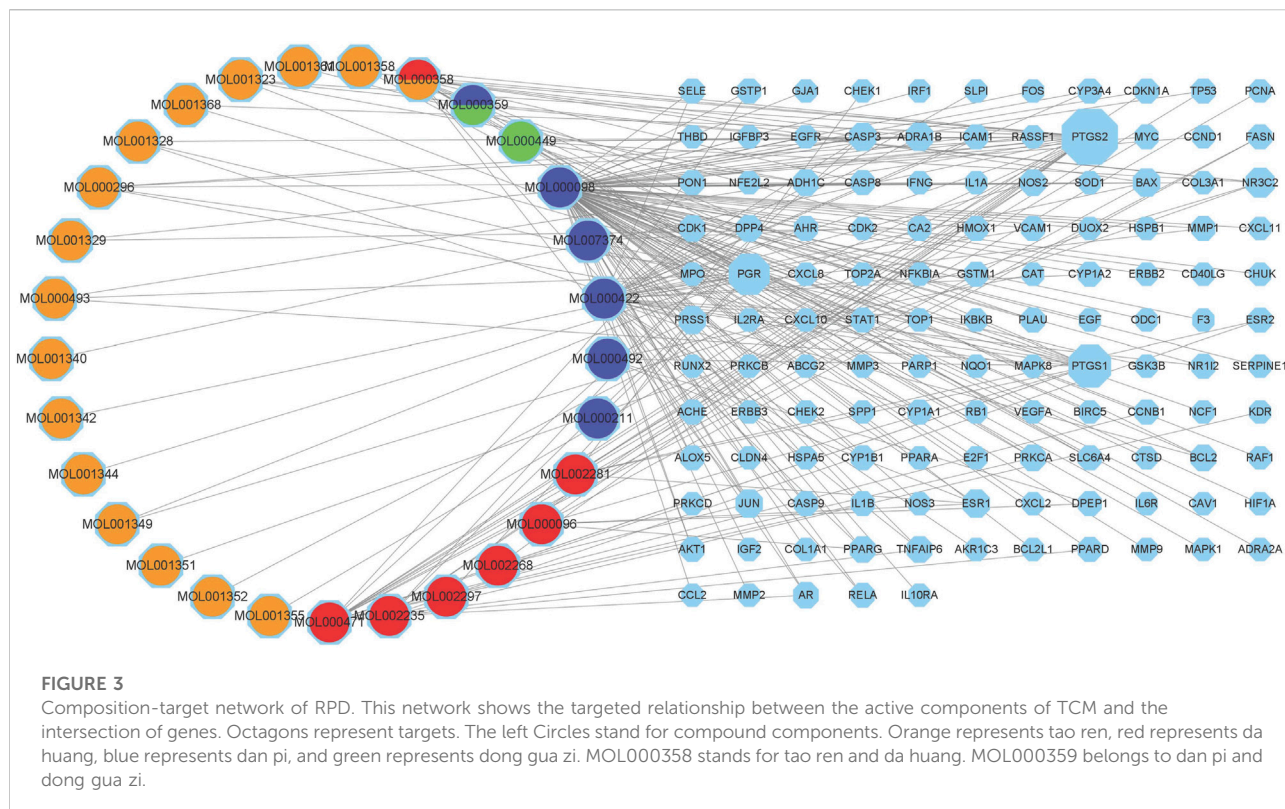 MOL001358
MOL001361
MOL001323
MOL000358
MOL001368
MOL000359
MOL001328
MOL000449
MOL000296
MOL000098
MOL001329
MOL007374
MOL000493
MOL000422
MOL001340
MOL000492
MOL001342
MOL000211
MOL001344
MOL002281
MOL001349
MOL000096
MOL001351
MOL002268
MOL001352
MOL002297
MOL001355
MOL000471
MOL002235
SELE GSTP1 GJA1 CHEK1 IRF1 SLPI FOS CYP3A4 CDKN1A TP53 PCNA
THBD IGFBP3 EGFR CASP3 ADRA1B ICAM1 RASSF1 PTGS2 MYC CCND1 FASN
PON1 NFE2L2 ADH1C CASP8 IFNG IL1A NOS2 SOD1 BAX COL3A1 NR3C2
CDK1 DPP4 AHR CDK2 CA2 HMOX1 VCAM1 DUOX2 HSPB1 MMP1 CXCL11
MPO PGR CXCL8 TOP2A NFKBIA GSTM1 CAT CYP1A2 ERBB2 CD40LG CHUK
PRSS1 IL2RA CXCL10 STAT1 TOP1 IKBKB PLAU EGF ODC1 F3 ESR2
RUNX2 PRKCB ABCG2 MMP3 PARP1 NQO1 MAPK8 PTGS1 GSK3B NR1I2 SERPINE1
ACHE ERBB3 CHEK2 SPP1 CYP1A1 RB1 VEGFA BIRC5 CCNB1 NCF1 KDR
ALOX5 CLDN4 HSPA5 CYP1B1 PPARA E2F1 PRKCA SLC6A4 CTSD BCL2 RAF1
PRKCD JUN CASP9 IL1B NOS3 ESR1 CXCL2 DPEP1 IL6R CAV1 HIF1A
AKT1 IGF2 COL1A1 PPARG TNFAIP6 AKR1C3 BCL2L1 PPARD MMP9 MAPK1 ADRA2A
CCL2 MMP2 AR RELA IL10RA
FIGURE 3
Composition-target network of RPD. This network shows the targeted relationship between the active components of TCM and the
intersection of genes. Octagons represent targets. The left Circles stand for compound components. Orange represents tao ren, red represents da
huang, blue represents dan pi, and green represents dong gua zi. MOL000358 stands for tao ren and da huang. MOL000359 belongs to dan pi and
dong gua zi.